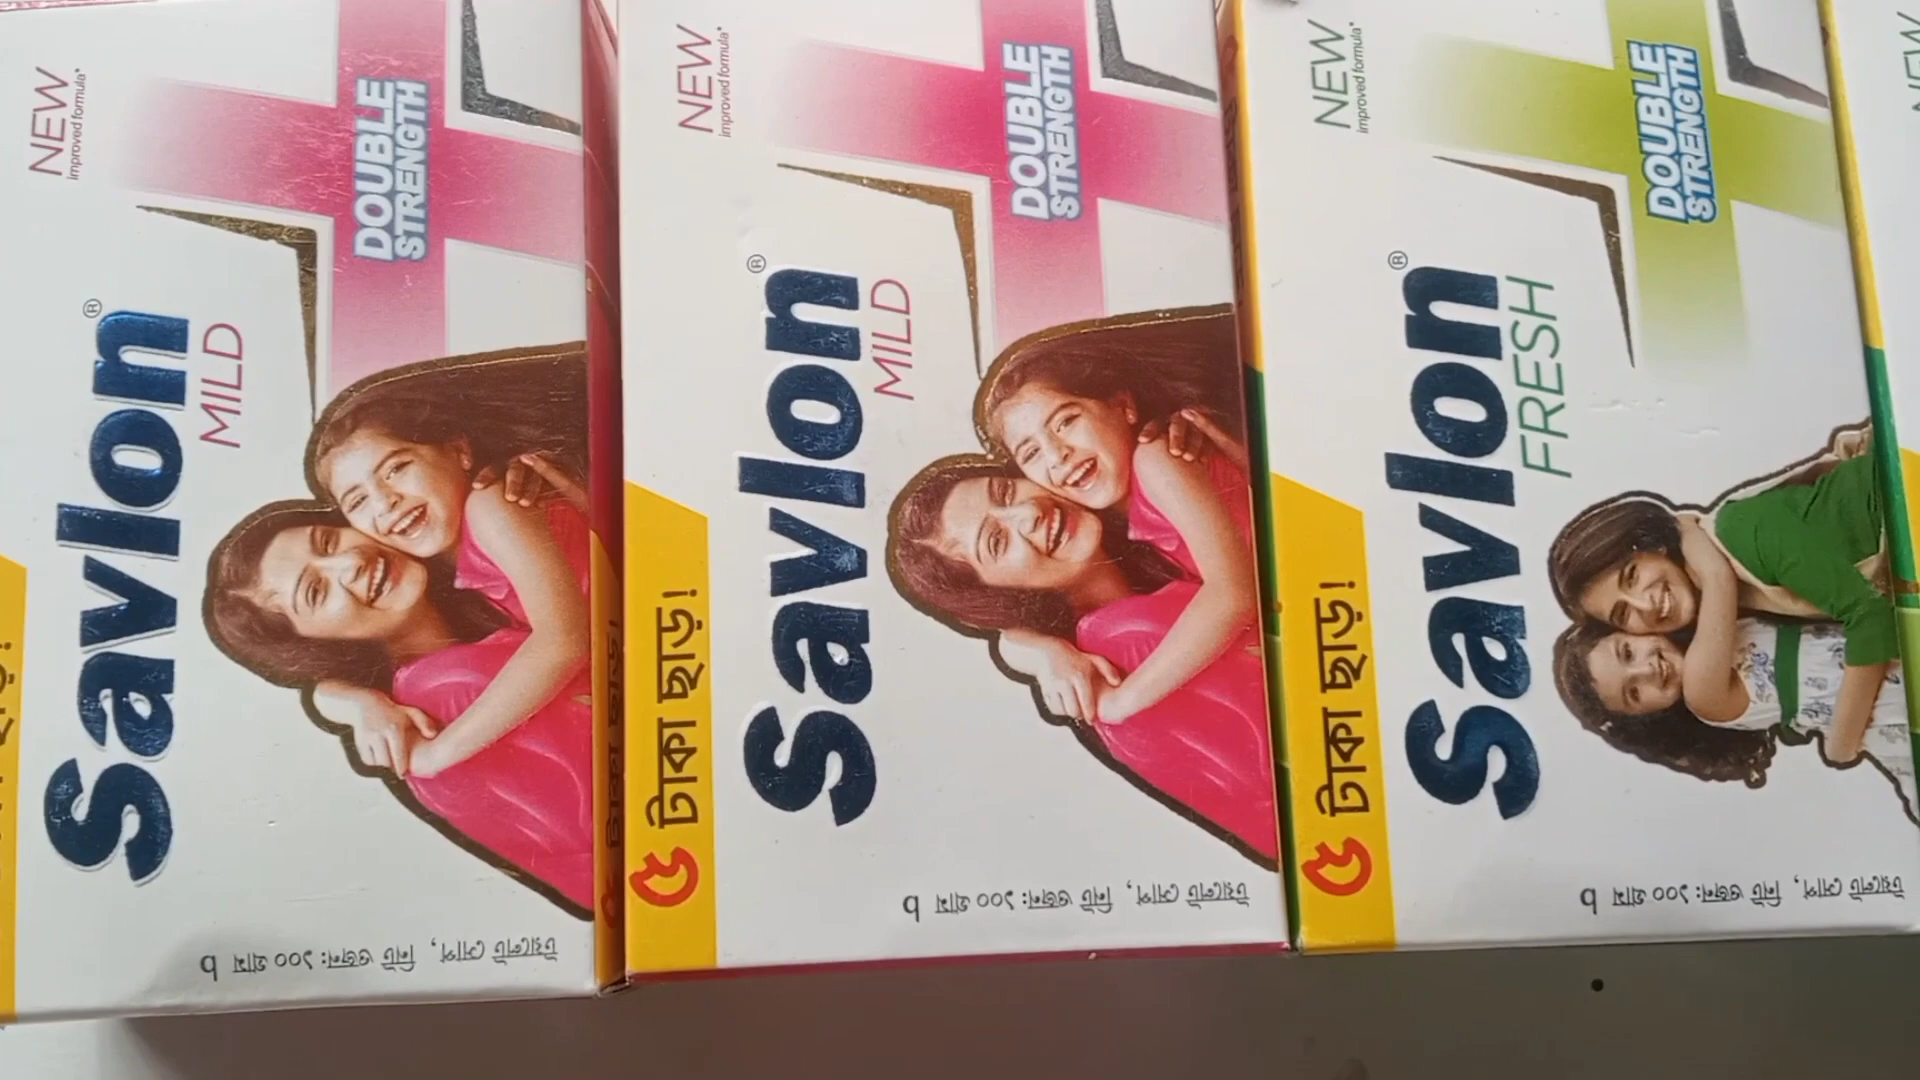 NEW
improved formula*
DOUBLE
STRENGTH
Savlon®
MILD
টয়লেট সোপ, নিট ওজন: ১০০ গ্রাম b
NEW
improved formula*
DOUBLE
STRENGTH
Savlon®
MILD
৫ টাকা ছাড়!
টয়লেট সোপ, নিট ওজন: ১০০ গ্রাম b
NEW
improved formula*
DOUBLE
STRENGTH
Savlon®
FRESH
৫ টাকা ছাড়!
টয়লেট সোপ, নিট ওজন: ১০০ গ্রাম b